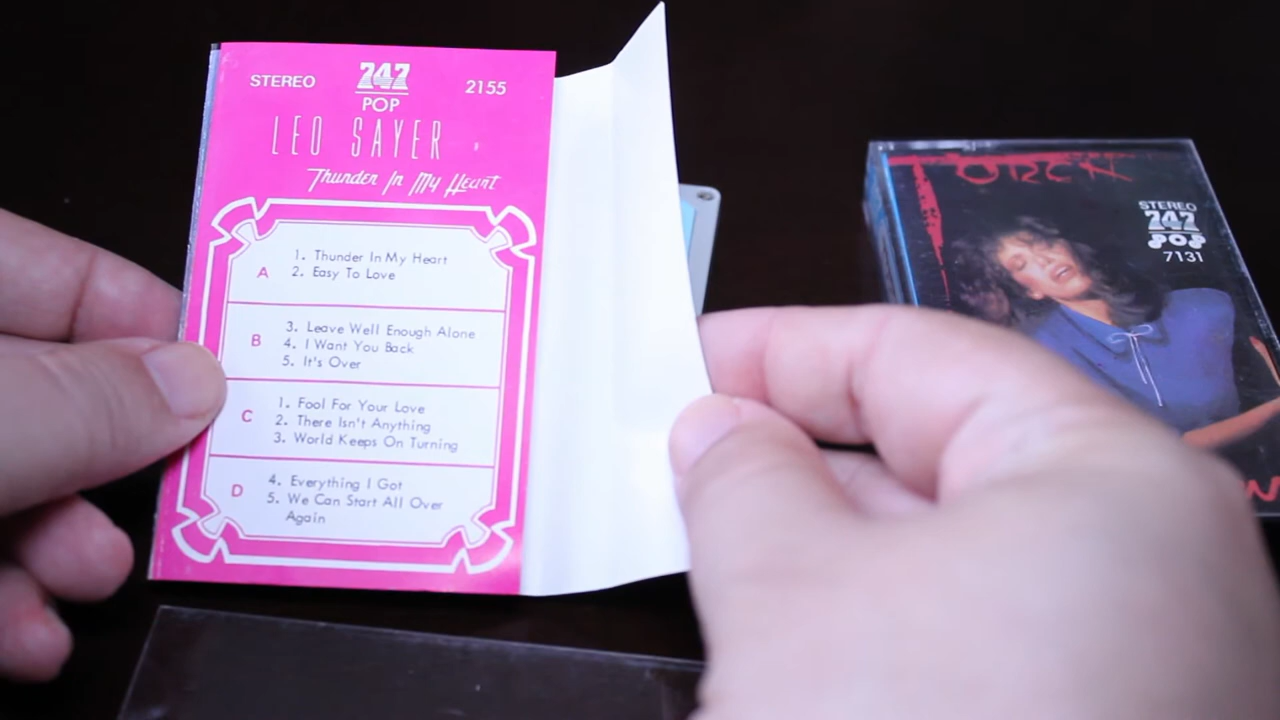 STEREO
747
POP
2155
LEO SAYER
Thunder In My Heart
A
1. Thunder In My Heart
2. Easy To Love
B
3. Leave Well Enough Alone
4. I Want You Back
5. It's Over
C
1. Fool For Your Love
2. There Isn't Anything
3. World Keeps On Turning
D
4. Everything I Got
5. We Can Start All Over
Again
TORCH
STEREO
747
POP
7131